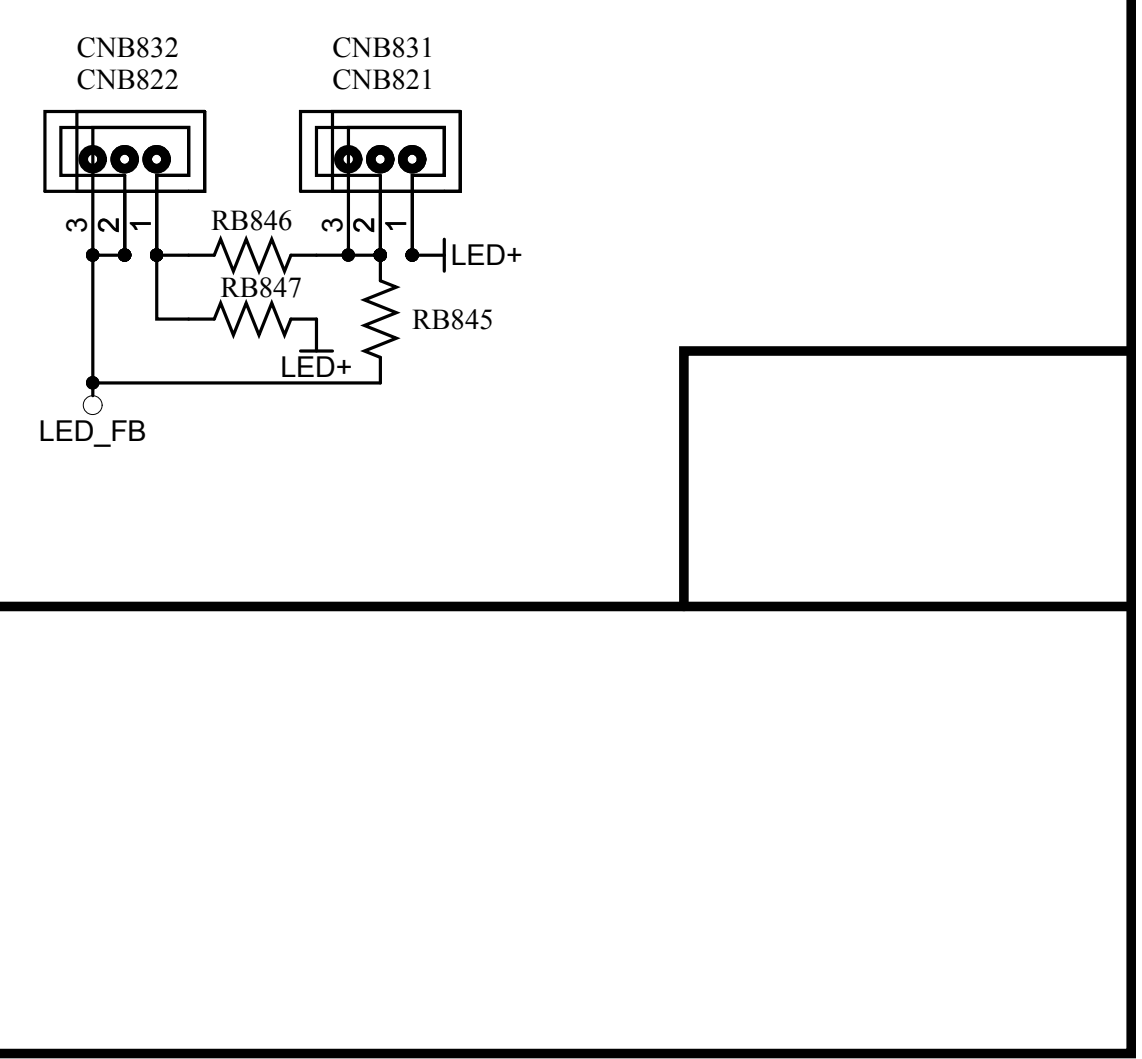 CNB832
CNB822
CNB831
CNB821
3
2
1
RB846
3
2
1
LED+
RB847
RB845
LED+
LED_FB